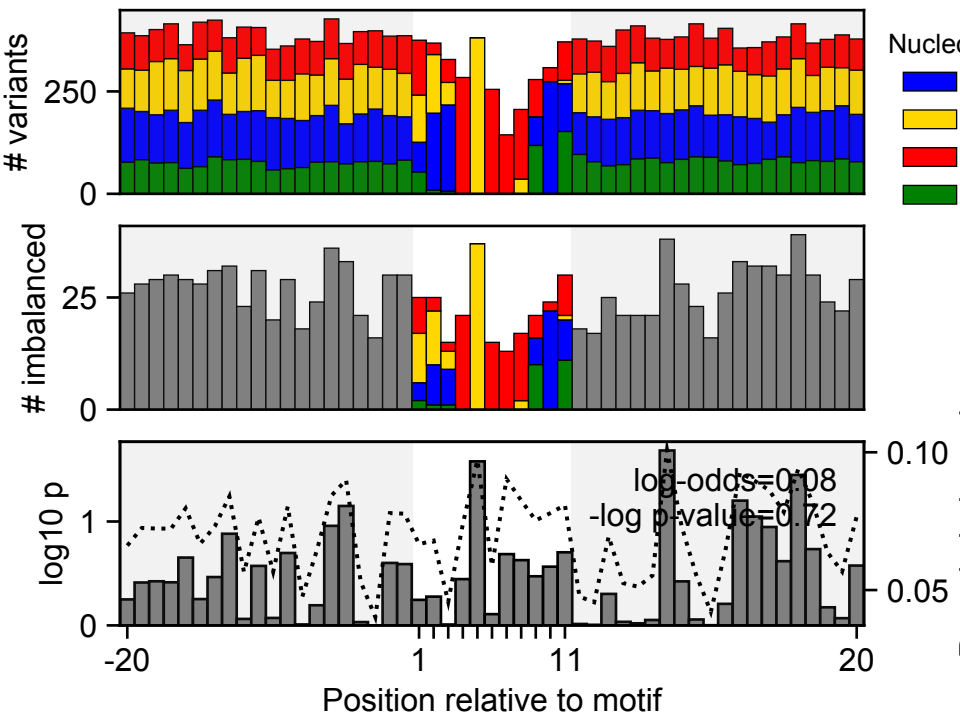 # variants
250
0
Nucleo
# imbalanced
25
0
log10 p
1
0
log-odds=0.08
-log p-value=0.72
0.10
0.05
-20
1
11
20
Position relative to motif